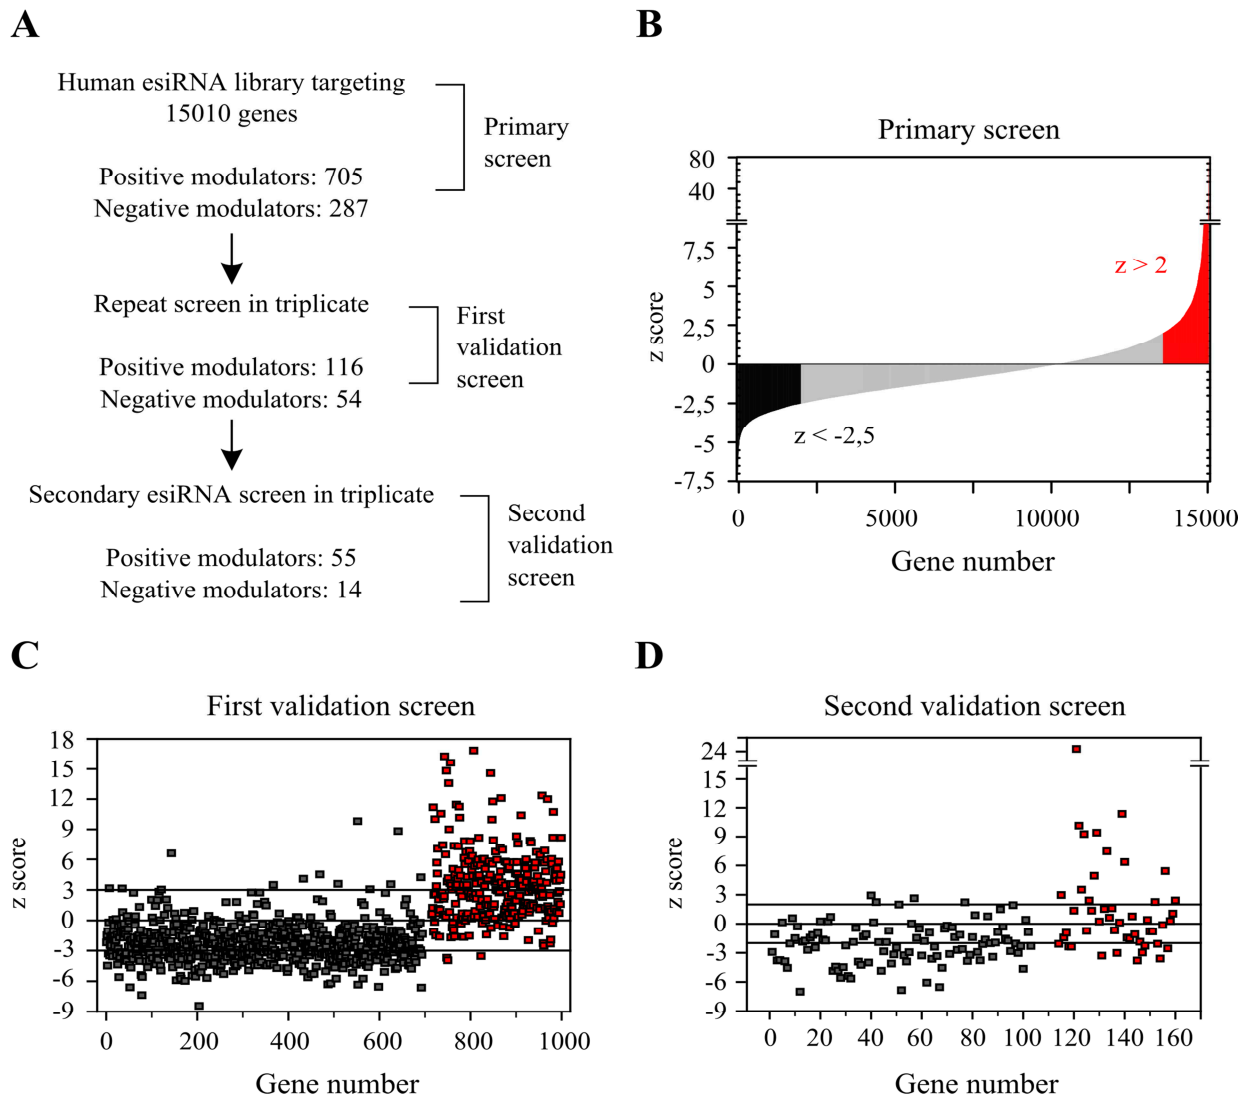 A
Human esiRNA library targeting
15010 genes
Positive modulators: 705
Negative modulators: 287
Primary
screen
Repeat screen in triplicate
Positive modulators: 116
Negative modulators: 54
First
validation
screen
Secondary esiRNA screen in triplicate
Positive modulators: 55
Negative modulators: 14
Second
validation
screen
B
Primary screen
z score
80
40
7,5
5
2,5
0
-2,5
-5
-7,5
z > 2
z < -2,5
0 5000 10000 15000
Gene number
C
First validation screen
z score
18
15
12
9
6
3
0
-3
-6
-9
0 200 400 600 800 1000
Gene number
D
Second validation screen
z score
24
15
12
9
6
3
0
-3
-6
-9
0 20 40 60 80 100 120 140 160
Gene number